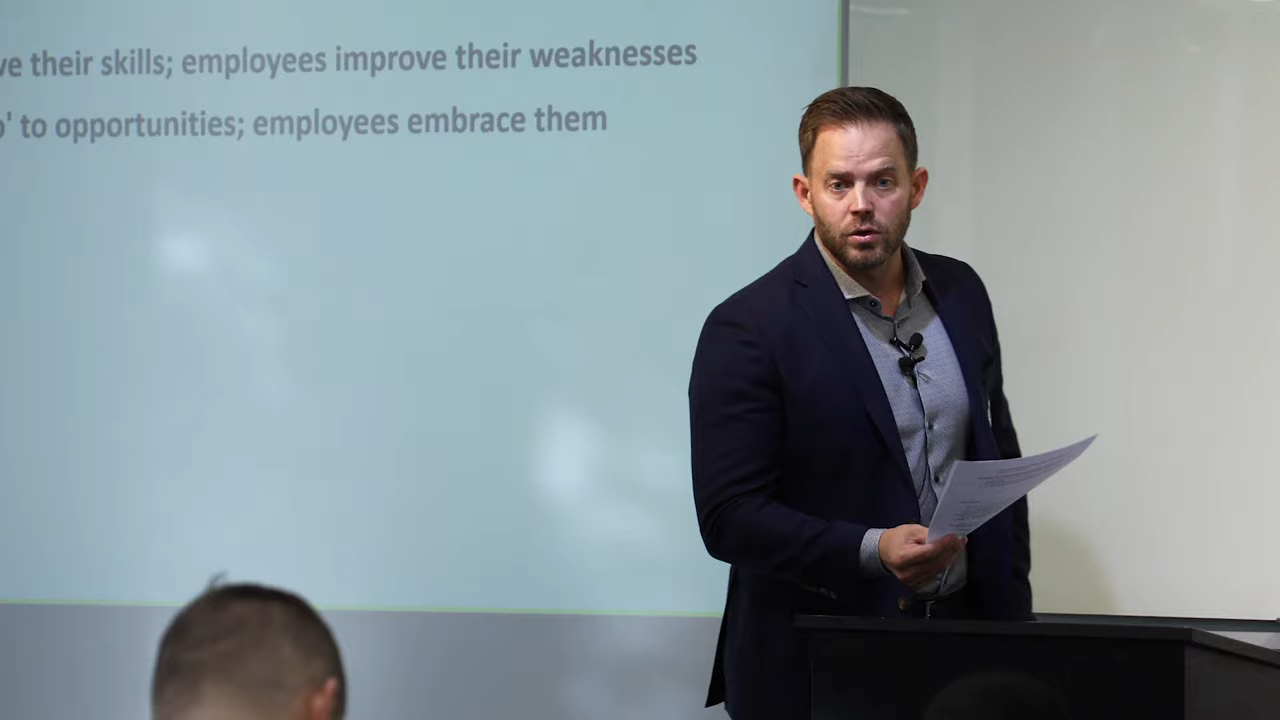 ve their skills; employees improve their weaknesses
' to opportunities; employees embrace them